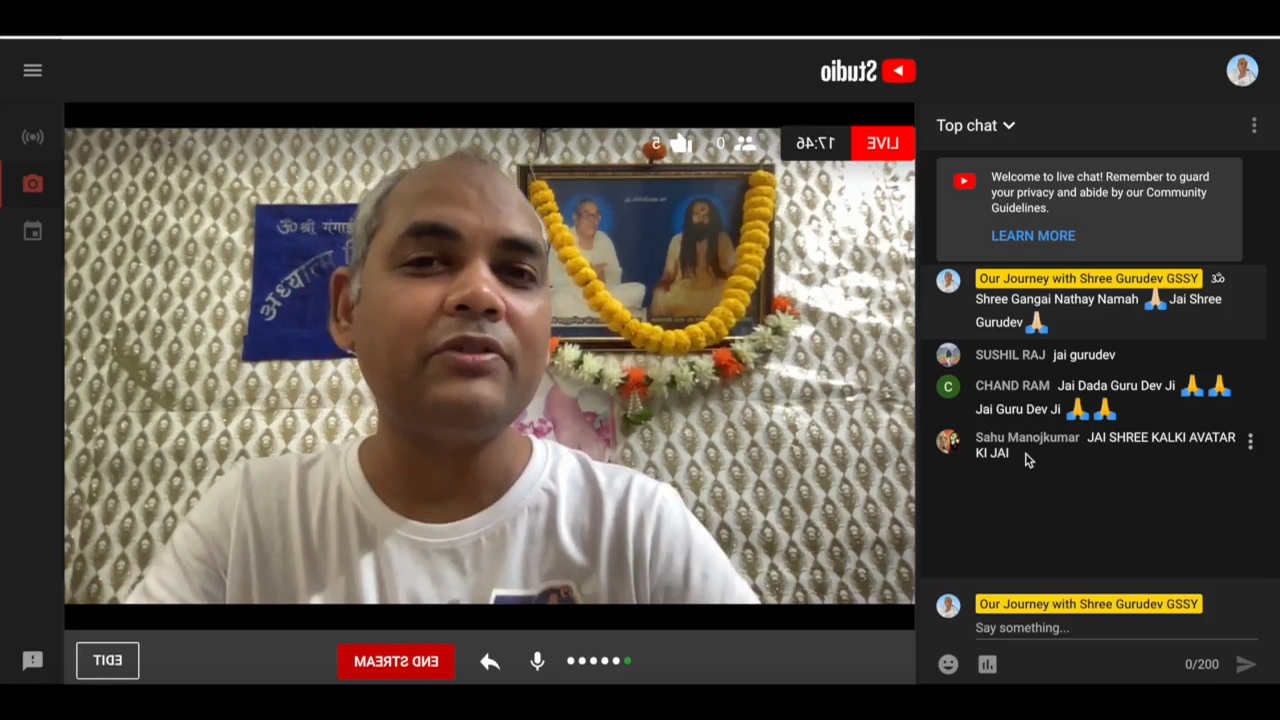 Studio
Top chat
LIVE
17:46
0
5
Welcome to live chat! Remember to guard
your privacy and abide by our Community
Guidelines.
LEARN MORE
ॐ श्री गंगाई
अध्यात्म
Our Journey with Shree Gurudev GSSY ॐ
Shree Gangai Nathay Namah 🙏🏻 Jai Shree
Gurudev 🙏🏻
SUSHIL RAJ jai gurudev
C CHAND RAM Jai Dada Guru Dev Ji 🙏 🙏
Jai Guru Dev Ji 🙏 🙏
Sahu Manojkumar JAI SHREE KALKI AVATAR
KI JAI
Our Journey with Shree Gurudev GSSY
Say something...
0/200
EDIT
END STREAM